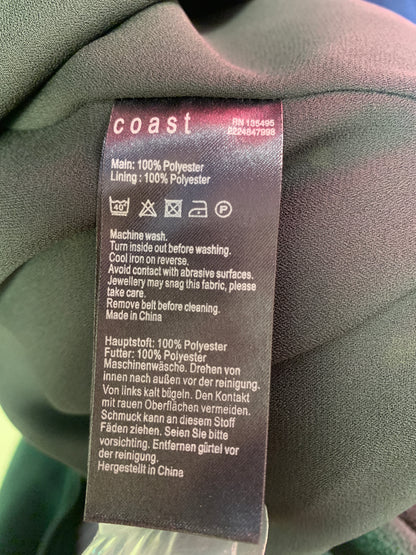 coast
RN 135495
2224847998
Main: 100% Polyester
Lining : 100% Polyester
40°
P
Machine wash.
Turn inside out before washing.
Cool iron on reverse.
Avoid contact with abrasive surfaces.
Jewellery may snag this fabric, please
take care.
Remove belt before cleaning.
Made in China
Hauptstoff: 100% Polyester
Futter: 100% Polyester
Maschinenwäsche. Drehen von
innen nach außen vor der reinigung.
Von links kalt bügeln. Den Kontakt
mit rauen Oberflächen vermeiden.
Schmuck kann an diesem Stoff
Fäden ziehen. Seien Sie bitte
vorsichting. Entfernen gürtel vor
der reinigung.
Hergestellt in China